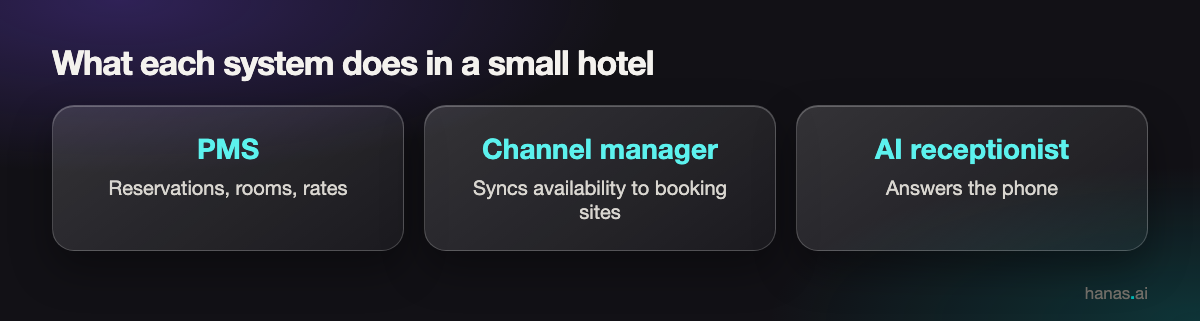 What each system does in a small hotel
PMS
Reservations, rooms, rates
Channel manager
Syncs availability to booking
sites
AI receptionist
Answers the phone
hanas.ai